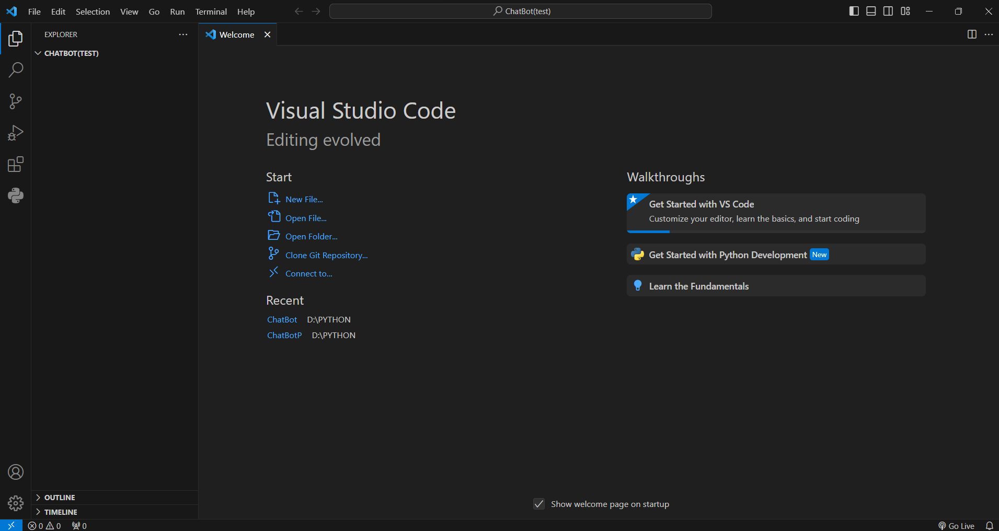 File Edit Selection View Go Run Terminal Help
ChatBot(test)
EXPLORER
CHATBOT(TEST)
Welcome
Visual Studio Code
Editing evolved
Start
New File...
Open File...
Open Folder...
Clone Git Repository...
Connect to...
Recent
ChatBot D:\PYTHON
ChatBotP D:\PYTHON
Walkthroughs
Get Started with VS Code
Customize your editor, learn the basics, and start coding
Get Started with Python Development New
Learn the Fundamentals
OUTLINE
TIMELINE
Show welcome page on startup
0 0 0
Go Live